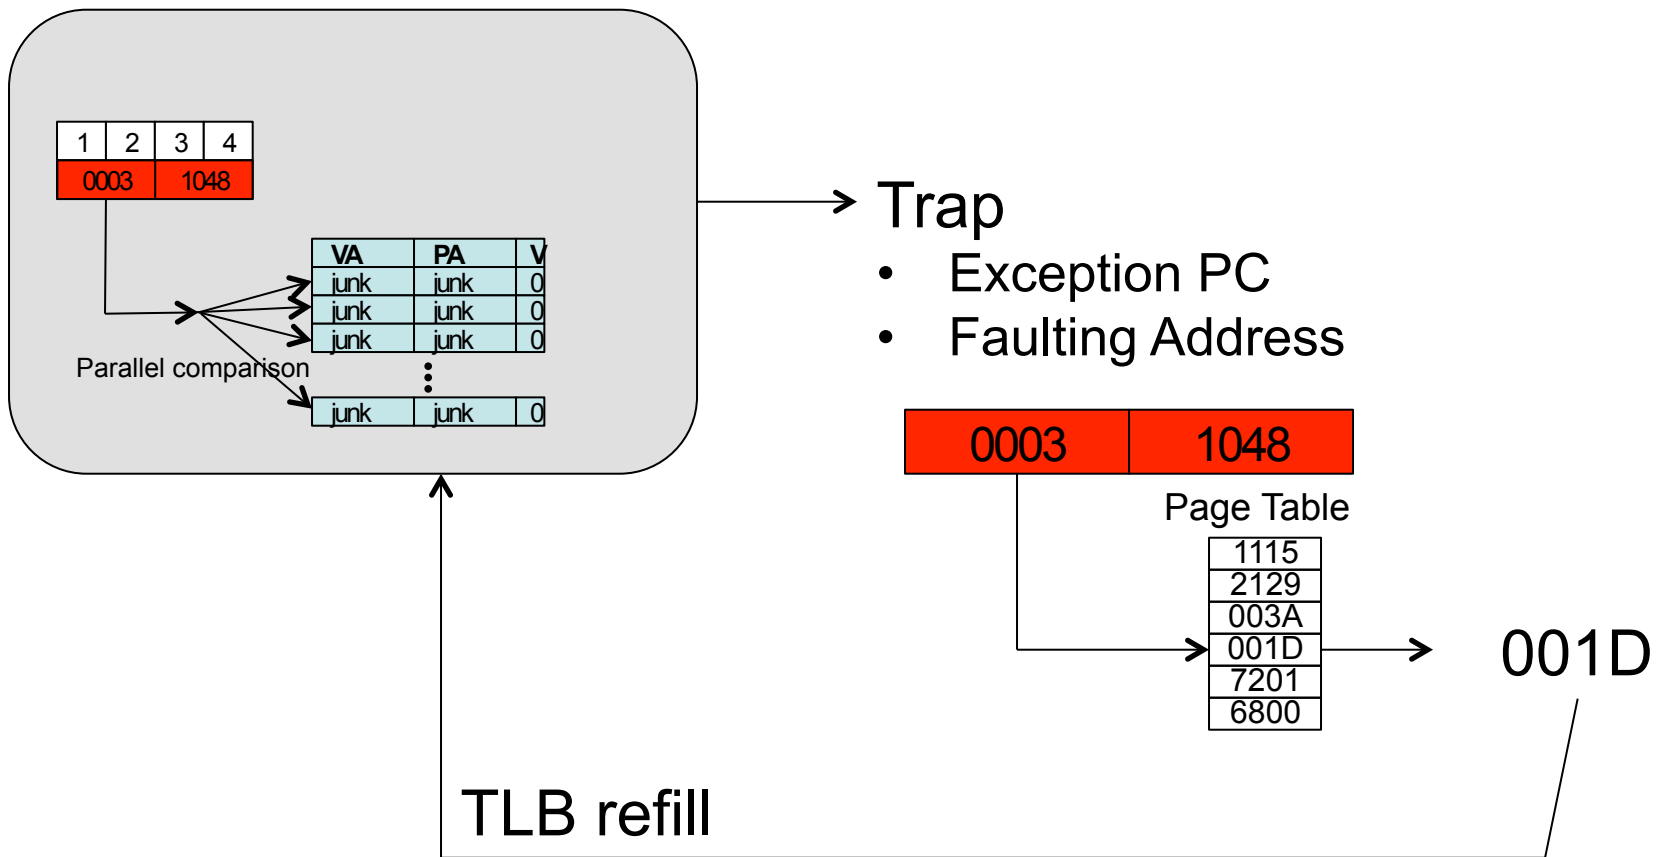 1 2 3 4
0003 1048
VA PA V
junk junk 0
junk junk 0
junk junk 0
Parallel comparison
junk junk 0
Trap
• Exception PC
• Faulting Address
0003 1048
Page Table
1115
2129
003A
001D
7201
6800
001D
TLB refill